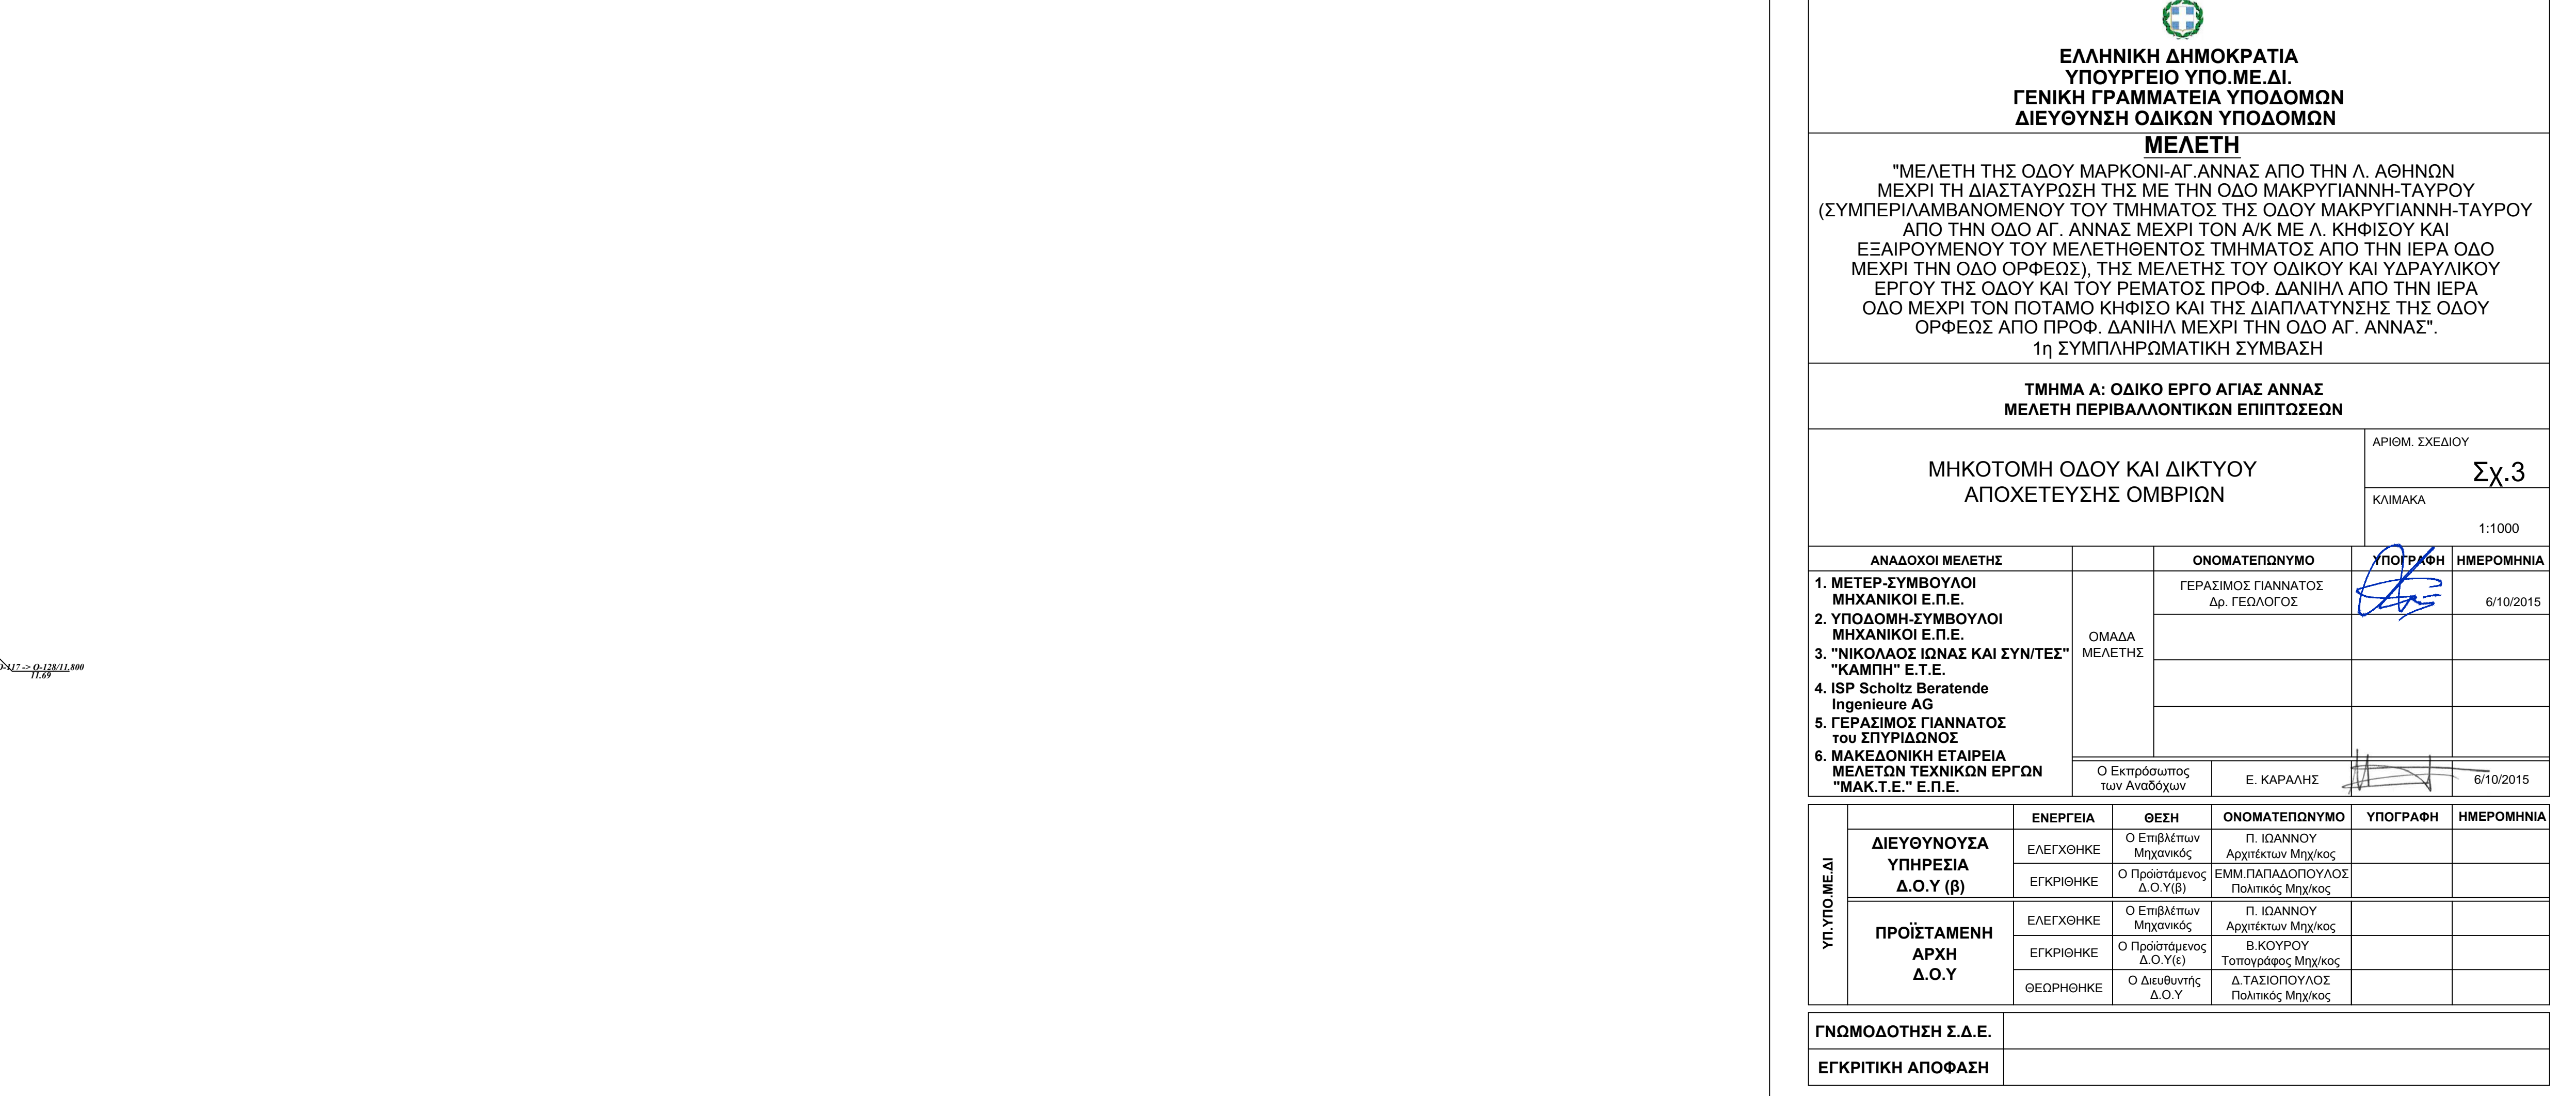 ΕΛΛΗΝΙΚΗ ΔΗΜΟΚΡΑΤΙΑ
ΥΠΟΥΡΓΕΙΟ ΥΠΟ.ΜΕ.ΔΙ.
ΓΕΝΙΚΗ ΓΡΑΜΜΑΤΕΙΑ ΥΠΟΔΟΜΩΝ
ΔΙΕΥΘΥΝΣΗ ΟΔΙΚΩΝ ΥΠΟΔΟΜΩΝ
ΜΕΛΕΤΗ
"ΜΕΛΕΤΗ ΤΗΣ ΟΔΟΥ ΜΑΡΚΟΝΙ-ΑΓ.ΑΝΝΑΣ ΑΠΟ ΤΗΝ Λ. ΑΘΗΝΩΝ
ΜΕΧΡΙ ΤΗ ΔΙΑΣΤΑΥΡΩΣΗ ΤΗΣ ΜΕ ΤΗΝ ΟΔΟ ΜΑΚΡΥΓΙΑΝΝΗ-ΤΑΥΡΟΥ
(ΣΥΜΠΕΡΙΛΑΜΒΑΝΟΜΕΝΟΥ ΤΟΥ ΤΜΗΜΑΤΟΣ ΤΗΣ ΟΔΟΥ ΜΑΚΡΥΓΙΑΝΝΗ-ΤΑΥΡΟΥ
ΑΠΟ ΤΗΝ ΟΔΟ ΑΓ. ΑΝΝΑΣ ΜΕΧΡΙ ΤΟΝ Α/Κ ΜΕ Λ. ΚΗΦΙΣΟΥ ΚΑΙ
ΕΞΑΙΡΟΥΜΕΝΟΥ ΤΟΥ ΜΕΛΕΤΗΘΕΝΤΟΣ ΤΜΗΜΑΤΟΣ ΑΠΟ ΤΗΝ ΙΕΡΑ ΟΔΟ
ΜΕΧΡΙ ΤΗΝ ΟΔΟ ΟΡΦΕΩΣ), ΤΗΣ ΜΕΛΕΤΗΣ ΤΟΥ ΟΔΙΚΟΥ ΚΑΙ ΥΔΡΑΥΛΙΚΟΥ
ΕΡΓΟΥ ΤΗΣ ΟΔΟΥ ΚΑΙ ΤΟΥ ΡΕΜΑΤΟΣ ΠΡΟΦ. ΔΑΝΙΗΛ ΑΠΟ ΤΗΝ ΙΕΡΑ
ΟΔΟ ΜΕΧΡΙ ΤΟΝ ΠΟΤΑΜΟ ΚΗΦΙΣΟ ΚΑΙ ΤΗΣ ΔΙΑΠΛΑΤΥΝΣΗΣ ΤΗΣ ΟΔΟΥ
ΟΡΦΕΩΣ ΑΠΟ ΠΡΟΦ. ΔΑΝΙΗΛ ΜΕΧΡΙ ΤΗΝ ΟΔΟ ΑΓ. ΑΝΝΑΣ".
1η ΣΥΜΠΛΗΡΩΜΑΤΙΚΗ ΣΥΜΒΑΣΗ
ΤΜΗΜΑ Α: ΟΔΙΚΟ ΕΡΓΟ ΑΓΙΑΣ ΑΝΝΑΣ
ΜΕΛΕΤΗ ΠΕΡΙΒΑΛΛΟΝΤΙΚΩΝ ΕΠΙΠΤΩΣΕΩΝ
ΜΗΚΟΤΟΜΗ ΟΔΟΥ ΚΑΙ ΔΙΚΤΥΟΥ
ΑΠΟΧΕΤΕΥΣΗΣ ΟΜΒΡΙΩΝ
ΑΡΙΘΜ. ΣΧΕΔΙΟΥ
Σχ.3
ΚΛΙΜΑΚΑ
1:1000
ΑΝΑΔΟΧΟΙ ΜΕΛΕΤΗΣ
1. ΜΕΤΕΡ-ΣΥΜΒΟΥΛΟΙ
ΜΗΧΑΝΙΚΟΙ Ε.Π.Ε.
2. ΥΠΟΔΟΜΗ-ΣΥΜΒΟΥΛΟΙ
ΜΗΧΑΝΙΚΟΙ Ε.Π.Ε.
3. "ΝΙΚΟΛΑΟΣ ΙΩΝΑΣ ΚΑΙ ΣΥΝ/ΤΕΣ"
"ΚΑΜΠΗ" Ε.Τ.Ε.
4. ISP Scholtz Beratende
Ingenieure AG
5. ΓΕΡΑΣΙΜΟΣ ΓΙΑΝΝΑΤΟΣ
του ΣΠΥΡΙΔΩΝΟΣ
6. ΜΑΚΕΔΟΝΙΚΗ ΕΤΑΙΡΕΙΑ
ΜΕΛΕΤΩΝ ΤΕΧΝΙΚΩΝ ΕΡΓΩΝ
"ΜΑΚ.Τ.Ε." Ε.Π.Ε.
ΟΜΑΔΑ
ΜΕΛΕΤΗΣ
ΟΝΟΜΑΤΕΠΩΝΥΜΟ ΥΠΟΓΡΑΦΗ ΗΜΕΡΟΜΗΝΙΑ
ΓΕΡΑΣΙΜΟΣ ΓΙΑΝΝΑΤΟΣ
Δρ. ΓΕΩΛΟΓΟΣ
6/10/2015
Ο Εκπρόσωπος
των Αναδόχων
Ε. ΚΑΡΑΛΗΣ
6/10/2015
-117 -> O-128/11.800
11.69
ΥΠ.ΥΠΟ.ΜΕ.ΔΙ
ΕΝΕΡΓΕΙΑ ΘΕΣΗ ΟΝΟΜΑΤΕΠΩΝΥΜΟ ΥΠΟΓΡΑΦΗ ΗΜΕΡΟΜΗΝΙΑ
ΔΙΕΥΘΥΝΟΥΣΑ
ΥΠΗΡΕΣΙΑ
Δ.Ο.Υ (β)
ΕΛΕΓΧΘΗΚΕ
Ο Επιβλέπων
Μηχανικός
Π. ΙΩΑΝΝΟΥ
Αρχιτέκτων Μηχ/κος
ΕΓΚΡΙΘΗΚΕ
Ο Προϊστάμενος
Δ.Ο.Υ(β)
ΕΜΜ.ΠΑΠΑΔΟΠΟΥΛΟΣ
Πολιτικός Μηχ/κος
ΠΡΟΪΣΤΑΜΕΝΗ
ΑΡΧΗ
Δ.Ο.Υ
ΕΛΕΓΧΘΗΚΕ
Ο Επιβλέπων
Μηχανικός
Π. ΙΩΑΝΝΟΥ
Αρχιτέκτων Μηχ/κος
ΕΓΚΡΙΘΗΚΕ
Ο Προϊστάμενος
Δ.Ο.Υ(ε)
Β.ΚΟΥΡΟΥ
Τοπογράφος Μηχ/κος
ΘΕΩΡΗΘΗΚΕ
Ο Διευθυντής
Δ.Ο.Υ
Δ.ΤΑΣΙΟΠΟΥΛΟΣ
Πολιτικός Μηχ/κος
ΓΝΩΜΟΔΟΤΗΣΗ Σ.Δ.Ε.
ΕΓΚΡΙΤΙΚΗ ΑΠΟΦΑΣΗ